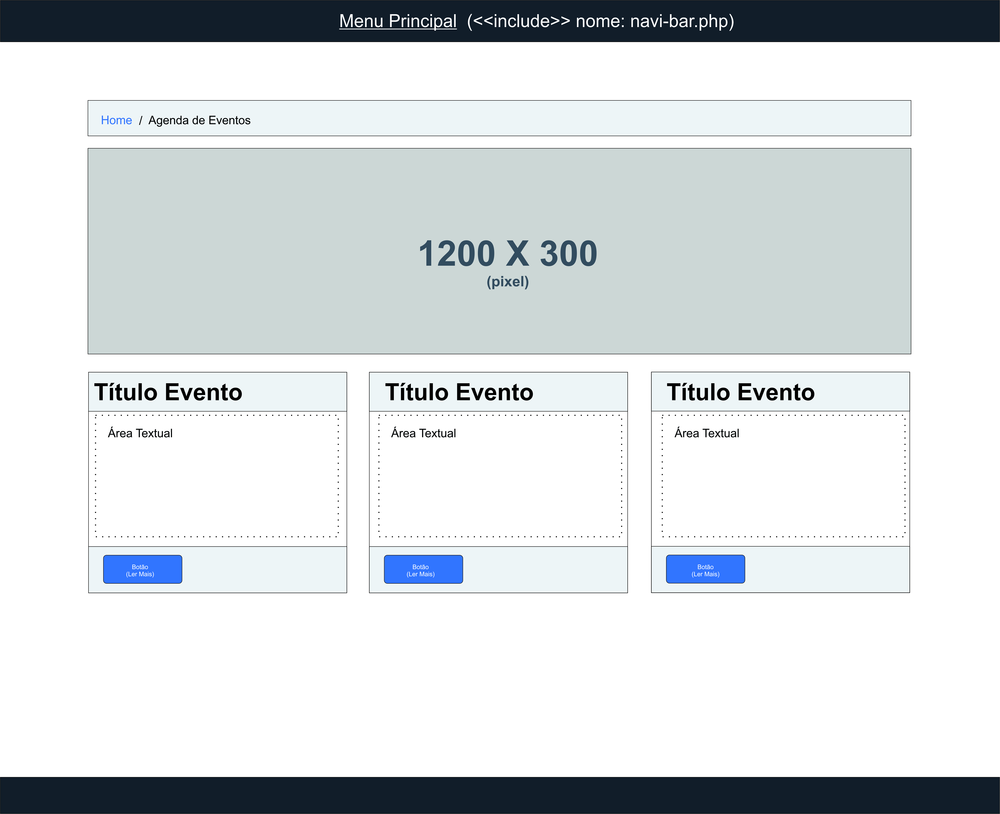 Menu Principal (<<include>> nome: navi-bar.php)
Home / Agenda de Eventos
1200 X 300
(pixel)
Título Evento
Área Textual
Botão
(Ler Mais)
Título Evento
Área Textual
Botão
(Ler Mais)
Título Evento
Área Textual
Botão
(Ler Mais)